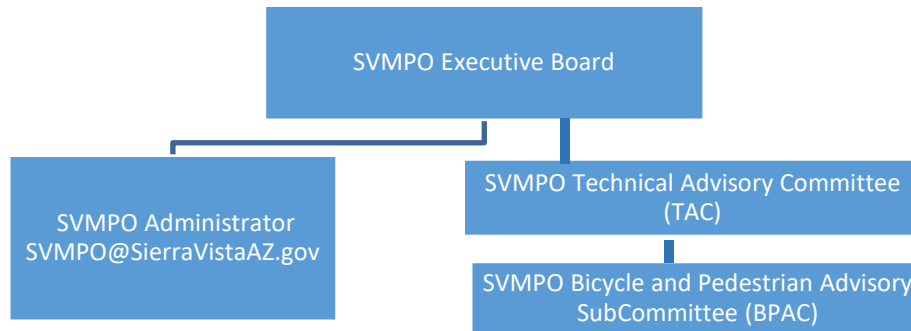 SVMPO Executive Board
SVMPO Administrator
SVMPO@SierraVistaAZ.gov
SVMPO Technical Advisory Committee
(TAC)
SVMPO Bicycle and Pedestrian Advisory
SubCommittee (BPAC)